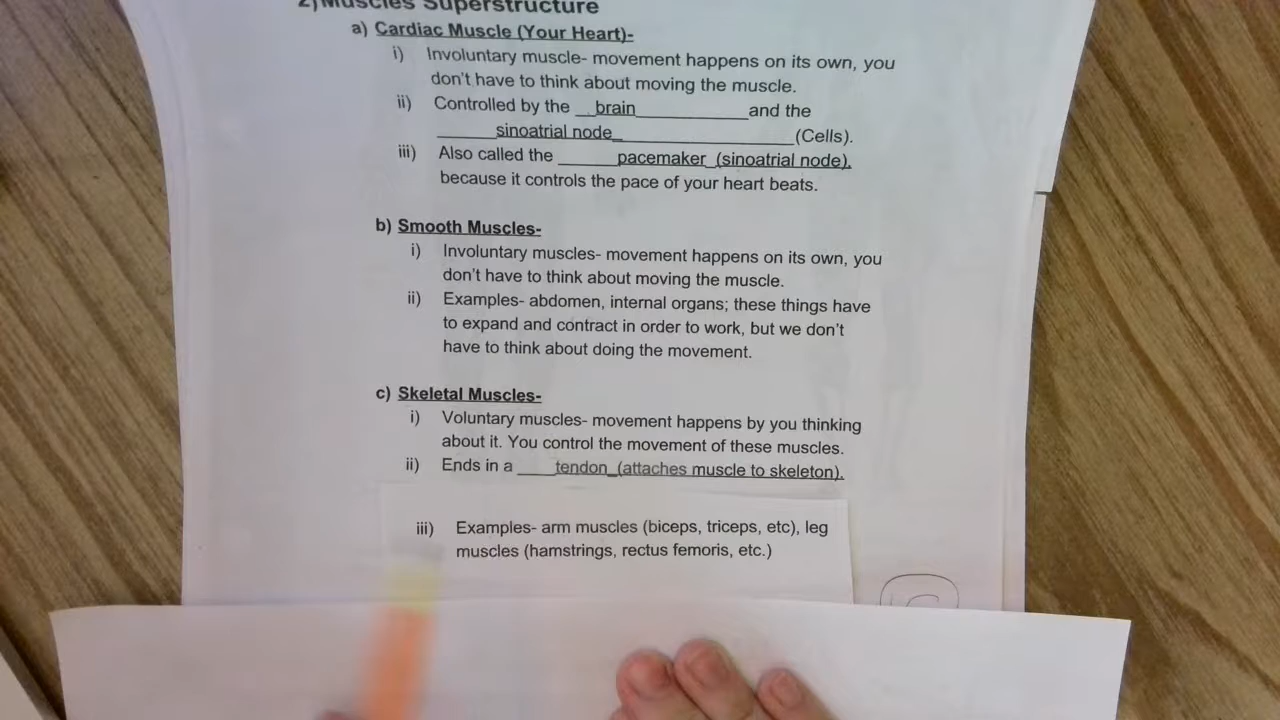 2)Muscles Superstructure
a) Cardiac Muscle (Your Heart)-
i) Involuntary muscle- movement happens on its own, you
don't have to think about moving the muscle.
ii) Controlled by the __brain____________and the
______sinoatrial node__________________(Cells).
iii) Also called the ______pacemaker_(sinoatrial node),
because it controls the pace of your heart beats.
b) Smooth Muscles-
i) Involuntary muscles- movement happens on its own, you
don't have to think about moving the muscle.
ii) Examples- abdomen, internal organs; these things have
to expand and contract in order to work, but we don't
have to think about doing the movement.
c) Skeletal Muscles-
i) Voluntary muscles- movement happens by you thinking
about it. You control the movement of these muscles.
ii) Ends in a ____tendon_(attaches muscle to skeleton).
iii) Examples- arm muscles (biceps, triceps, etc), leg
muscles (hamstrings, rectus femoris, etc.)